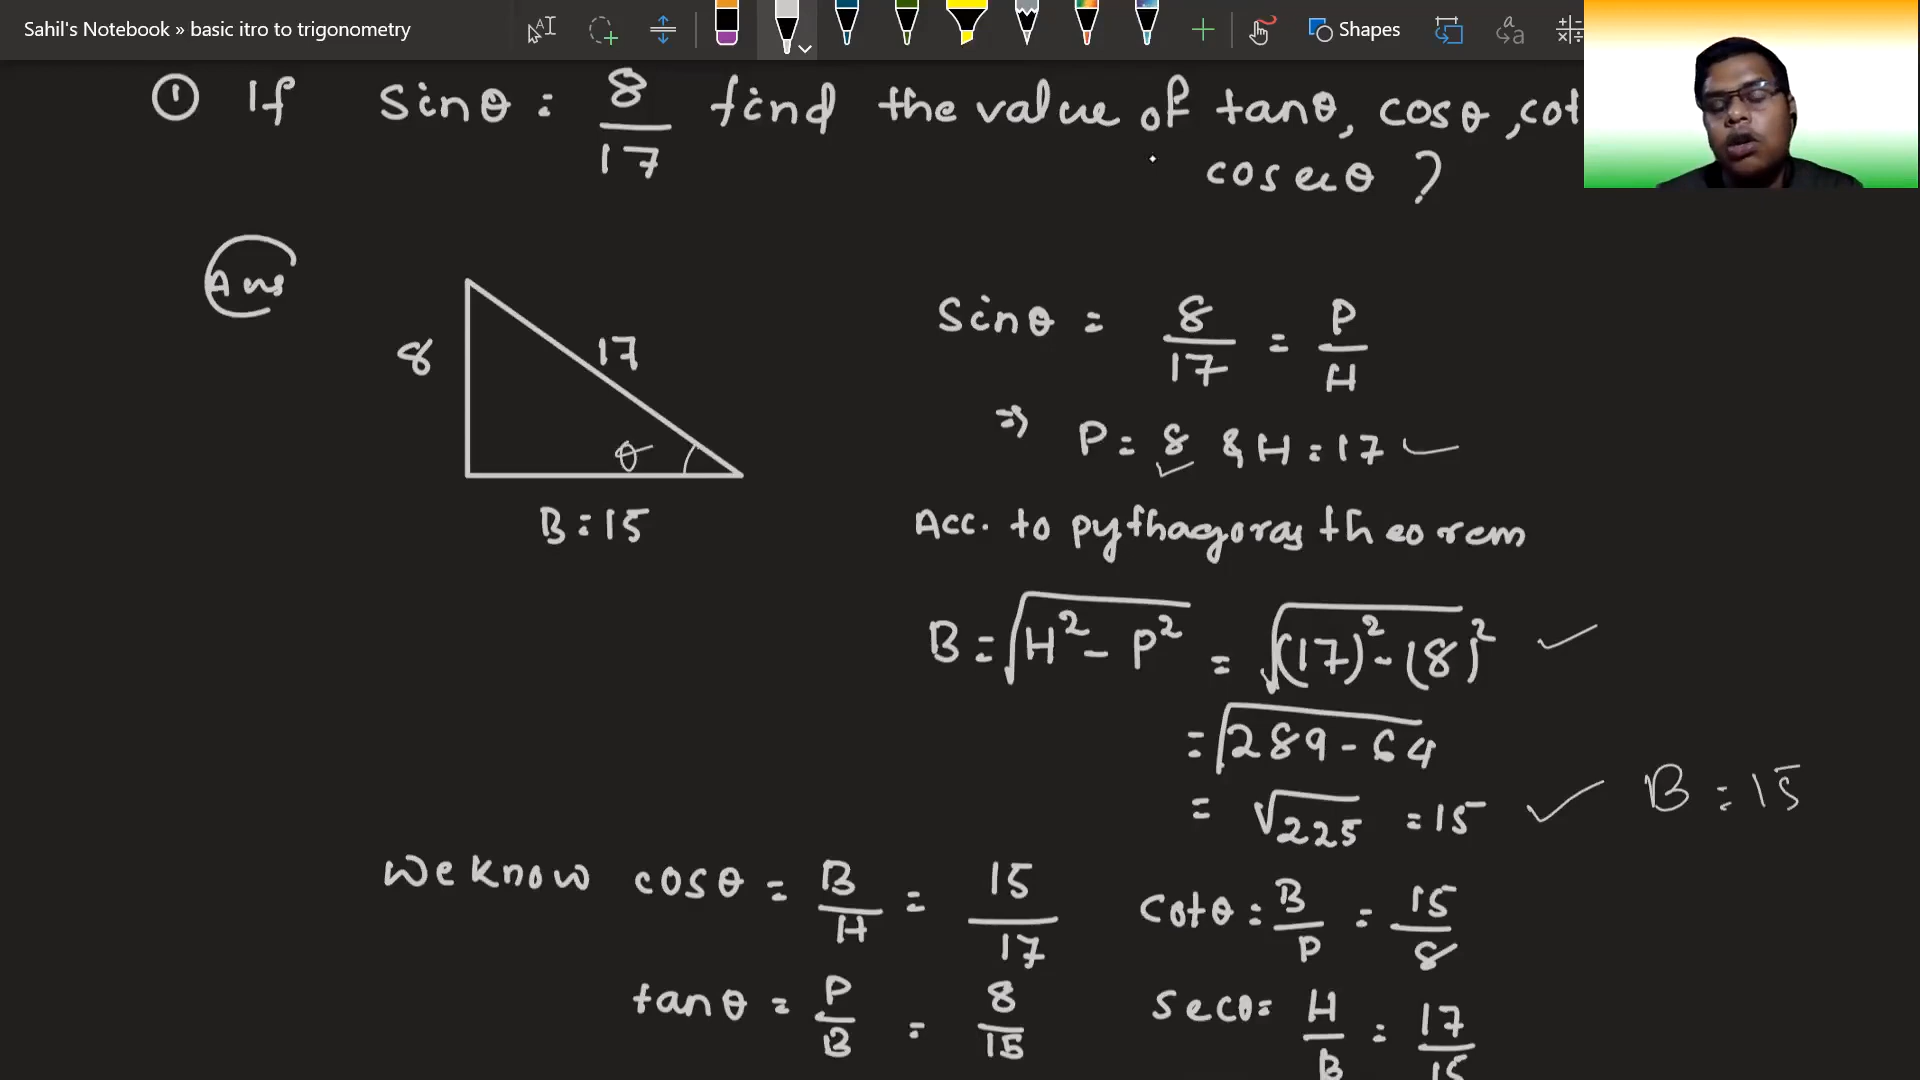 Sahil's Notebook » basic itro to trigonometry
Shapes
① If sinθ = 8/17 find the value of tanθ, cosθ, cot
cosecθ ?
Ans
8
17
θ
B = 15
sinθ = 8/17 = P/H
⇒ P = 8 & H = 17 ✓
Acc. to pythagoras theorem
B = √H² - P² = √(17)² - (8)² ✓
= √289 - 64
= √225 = 15 ✓ B = 15
We know cosθ = B/H = 15/17
cotθ = B/P = 15/8
tanθ = P/B = 8/15
secθ = H/B = 17/15